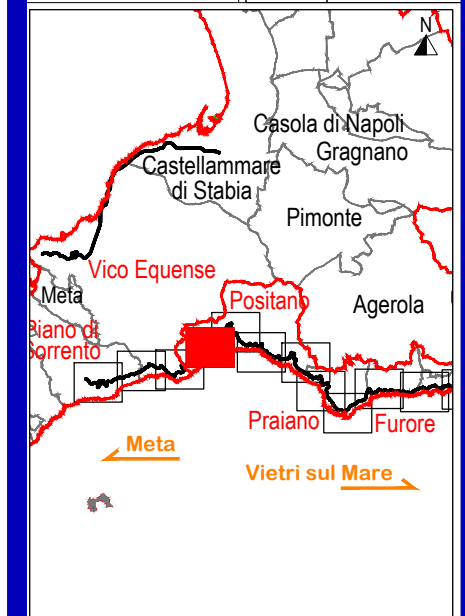 N
Casola di Napoli
Gragnano
Castellammare
di Stabia
Pimonte
Vico Equense
Meta
Positano
Agerola
Piano di
Sorrento
Praiano
Furore
Meta
Vietri sul Mare